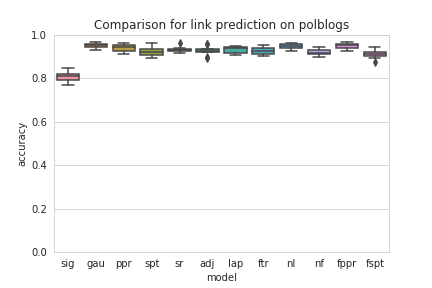 Comparison for link prediction on polblogs
accuracy
1.0
0.8
0.6
0.4
0.2
0.0
sig gau ppr spt sr adj lap ftr nl nf fppr fspt
model